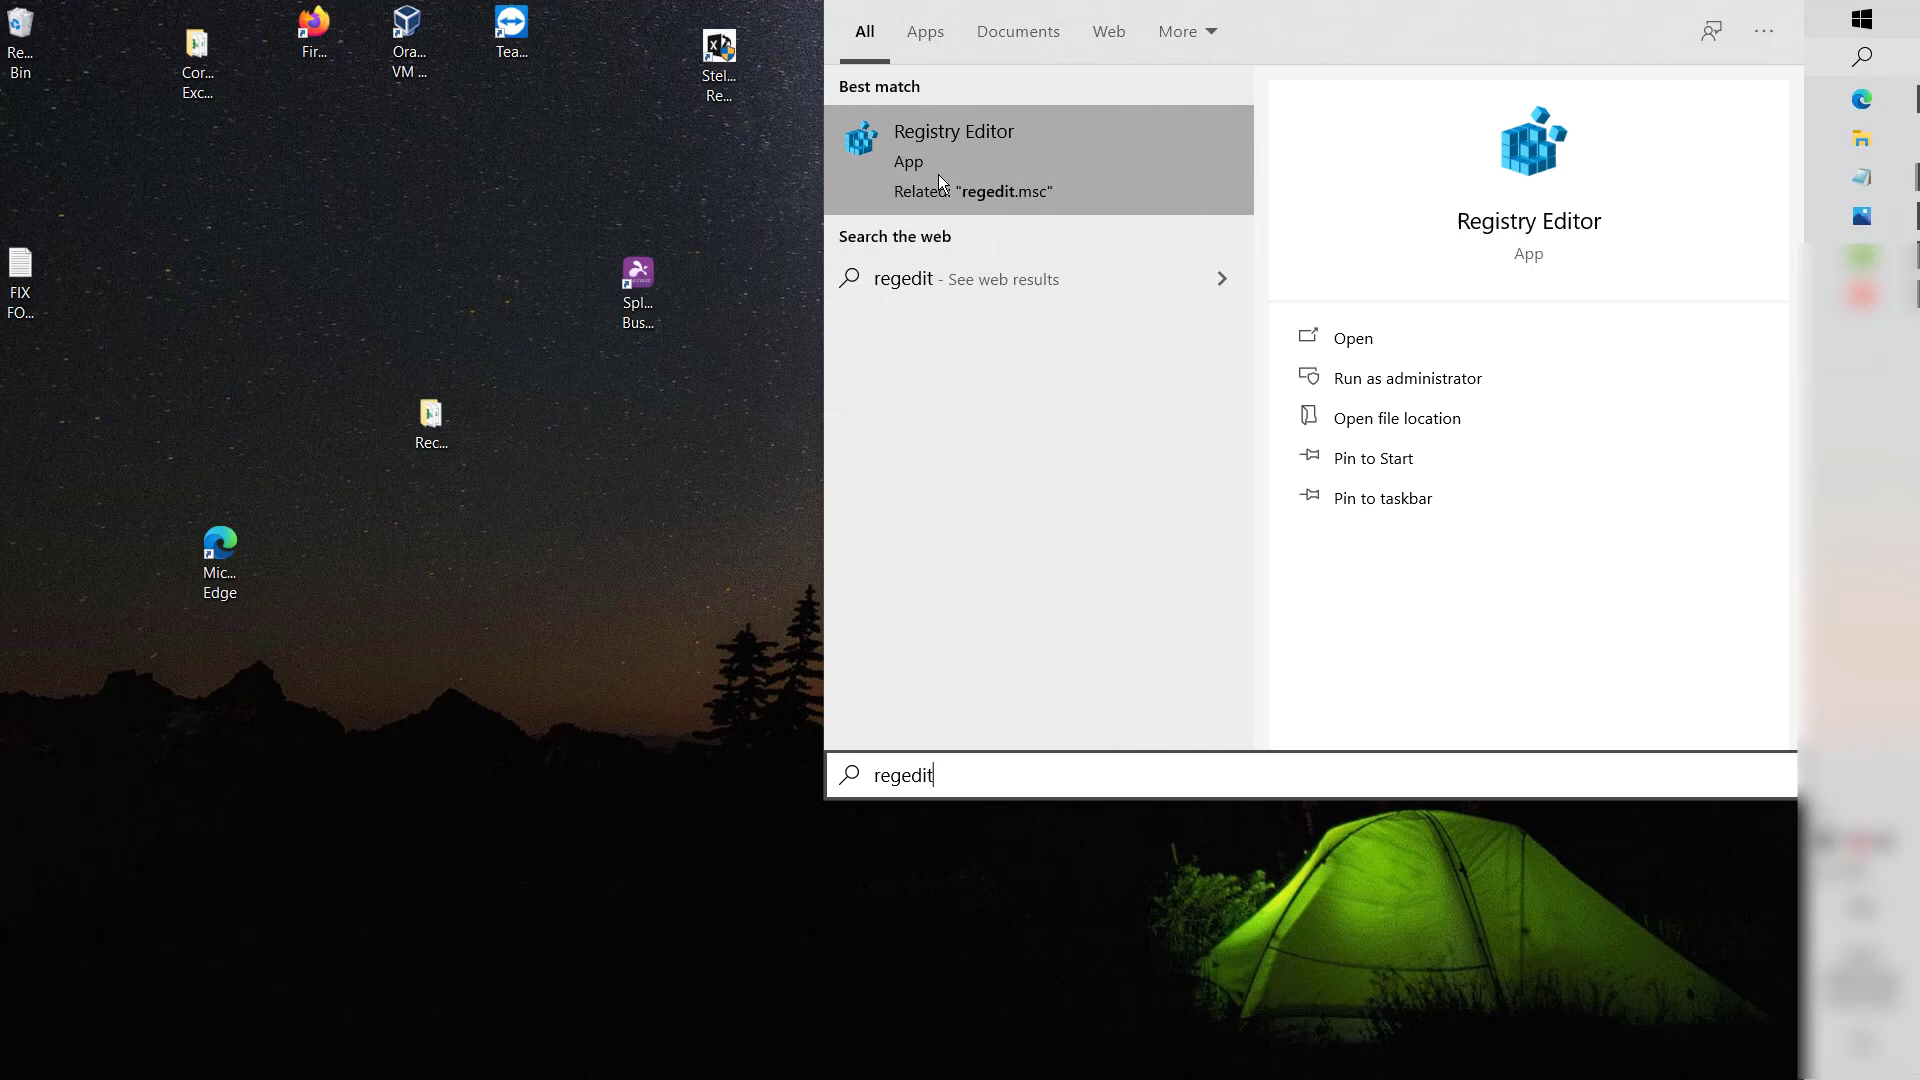 Re...
Bin
Cor...
Exc...
Fir...
Ora...
VM ...
Tea...
Stel...
Re...
FIX
FO...
Spl...
Bus...
Rec...
Mic...
Edge
All
Apps
Documents
Web
More
Best match
Registry Editor
App
Related: "regedit.msc"
Search the web
regedit - See web results
Registry Editor
App
Open
Run as administrator
Open file location
Pin to Start
Pin to taskbar
regedit